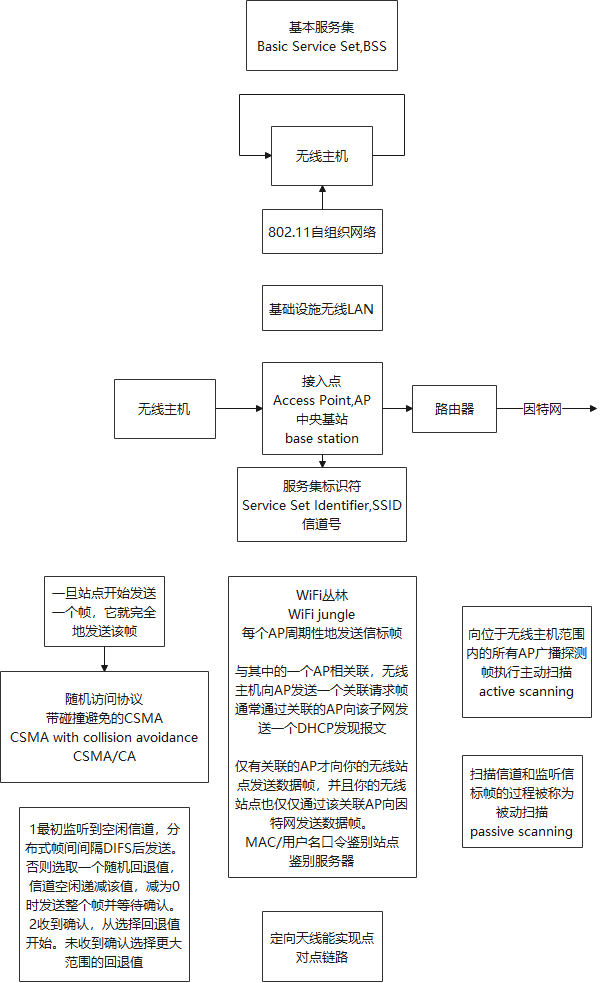 基本服务集
Basic Service Set,BSS
无线主机
802.11自组织网络
基础设施无线LAN
无线主机
接入点
Access Point,AP
中央基站
base station
路由器
因特网
服务集标识符
Service Set Identifier,SSID
信道号
一旦站点开始发送
一个帧，它就完全
地发送该帧
随机访问协议
带碰撞避免的CSMA
CSMA with collision avoidance
CSMA/CA
1最初监听到空闲信道，分
布式帧间间隔DIFS后发送。
否则选取一个随机回退值，
信道空闲递减该值，减为0
时发送整个帧并等待确认。
2收到确认，从选择回退值
开始。未收到确认选择更大
范围的回退值
WiFi丛林
WiFi jungle
每个AP周期性地发送信标帧
与其中的一个AP相关联，无线
主机向AP发送一个关联请求帧
通常通过关联的AP向该子网发
送一个DHCP发现报文
仅有关联的AP才向你的无线站
点发送数据帧，并且你的无线
站点也仅仅通过该关联AP向因
特网发送数据帧。
MAC/用户名口令鉴别站点
鉴别服务器
定向天线能实现点
对点链路
向位于无线主机范围
内的所有AP广播探测
帧执行主动扫描
active scanning
扫描信道和监听信
标帧的过程被称为
被动扫描
passive scanning